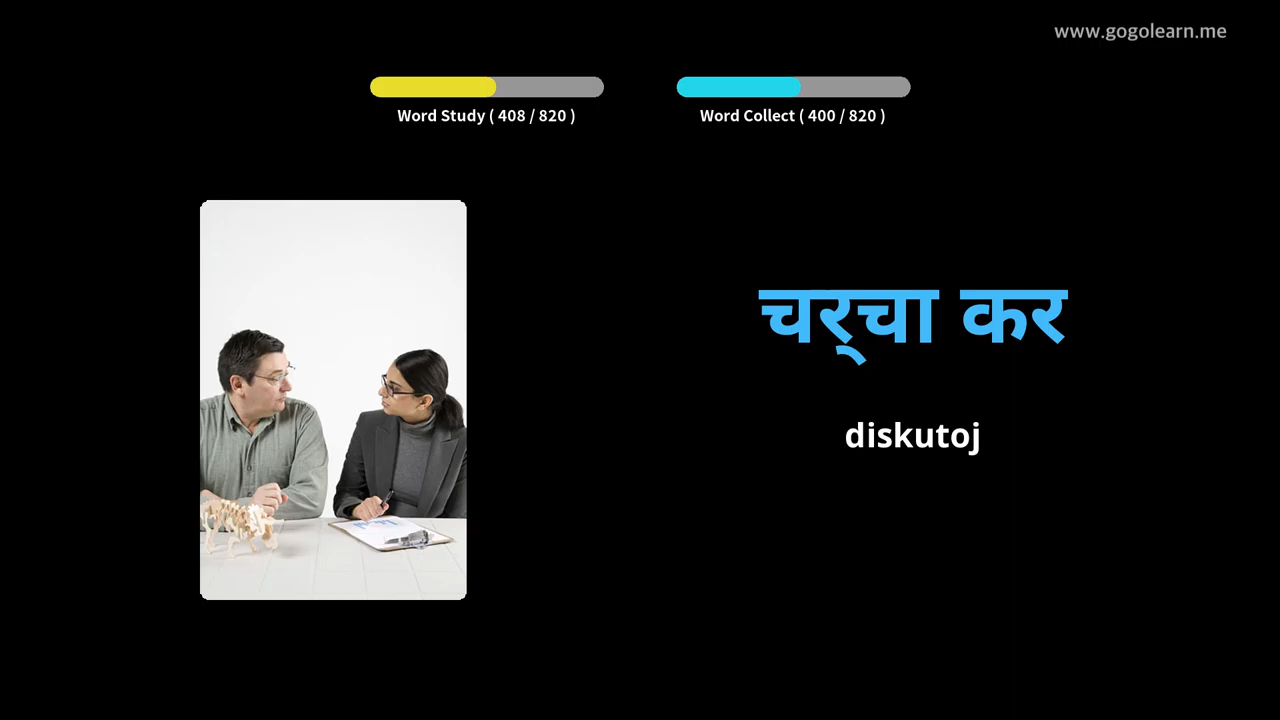 www.gogolearn.me
Word Study ( 408 / 820 )
Word Collect ( 400 / 820 )
चर्‌चा कर
diskutoj